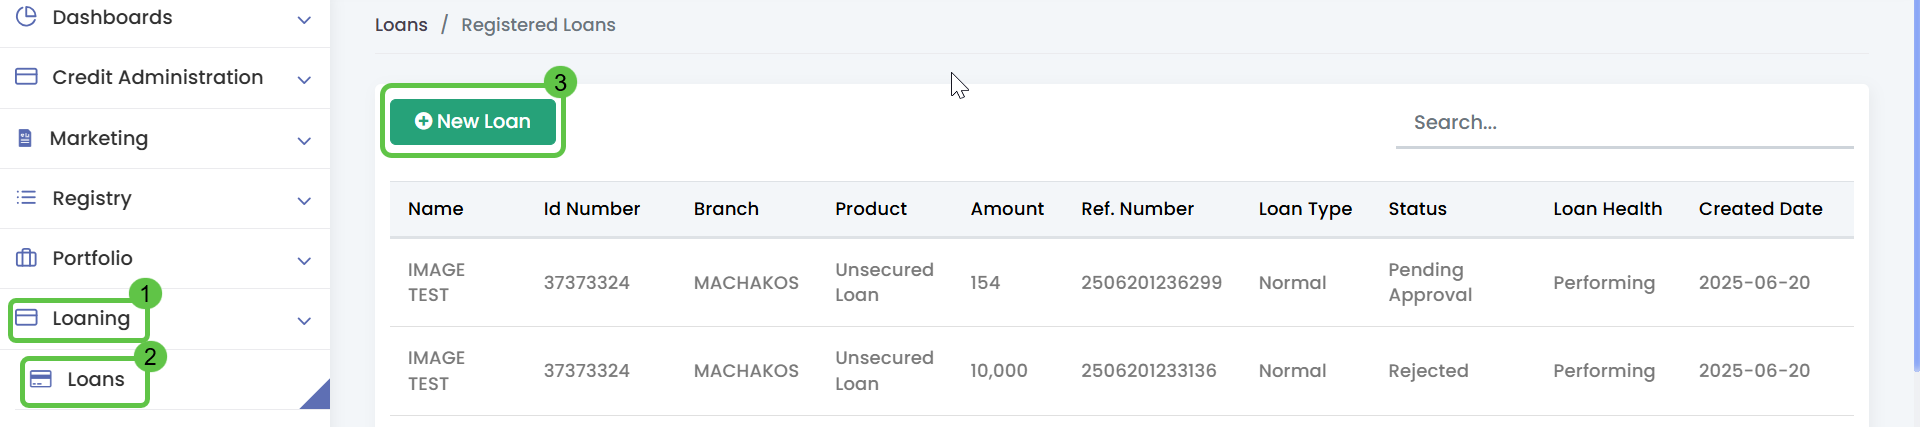 Dashboards
Credit Administration
Marketing
Registry
Portfolio
1
Loaning
2
Loans
Loans / Registered Loans
3
New Loan
Search...
Name Id Number Branch Product Amount Ref. Number Loan Type Status Loan Health Created Date
IMAGE TEST 37373324 MACHAKOS Unsecured Loan 154 2506201236299 Normal Pending Approval Performing 2025-06-20
IMAGE TEST 37373324 MACHAKOS Unsecured Loan 10,000 2506201233136 Normal Rejected Performing 2025-06-20